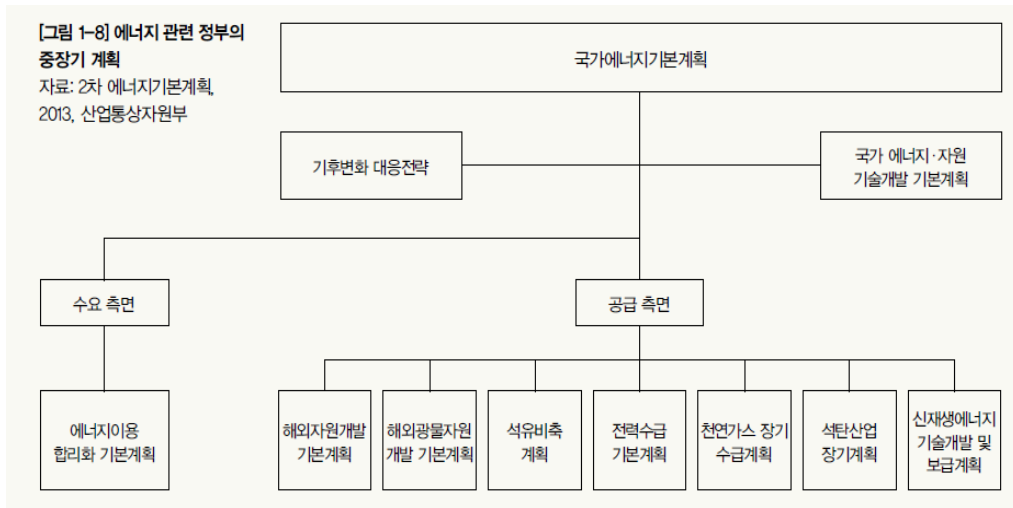 [그림 1-8] 에너지 관련 정부의
중장기 계획
자료: 2차 에너지기본계획,
2013, 산업통상자원부
국가에너지기본계획
기후변화 대응전략
국가 에너지·자원
기술개발 기본계획
수요 측면
공급 측면
에너지이용
합리화 기본계획
해외자원개발
기본계획
해외광물자원
개발 기본계획
석유비축
계획
전력수급
기본계획
천연가스 장기
수급계획
석탄산업
장기계획
신재생에너지
기술개발 및
보급계획